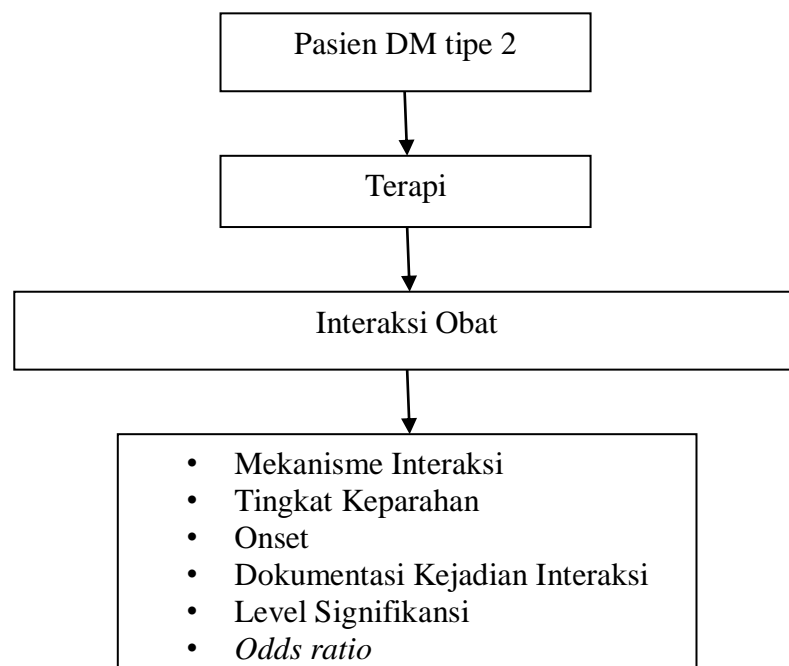 Pasien DM tipe 2
Terapi
Interaksi Obat
• Mekanisme Interaksi
• Tingkat Keparahan
• Onset
• Dokumentasi Kejadian Interaksi
• Level Signifikansi
• Odds ratio